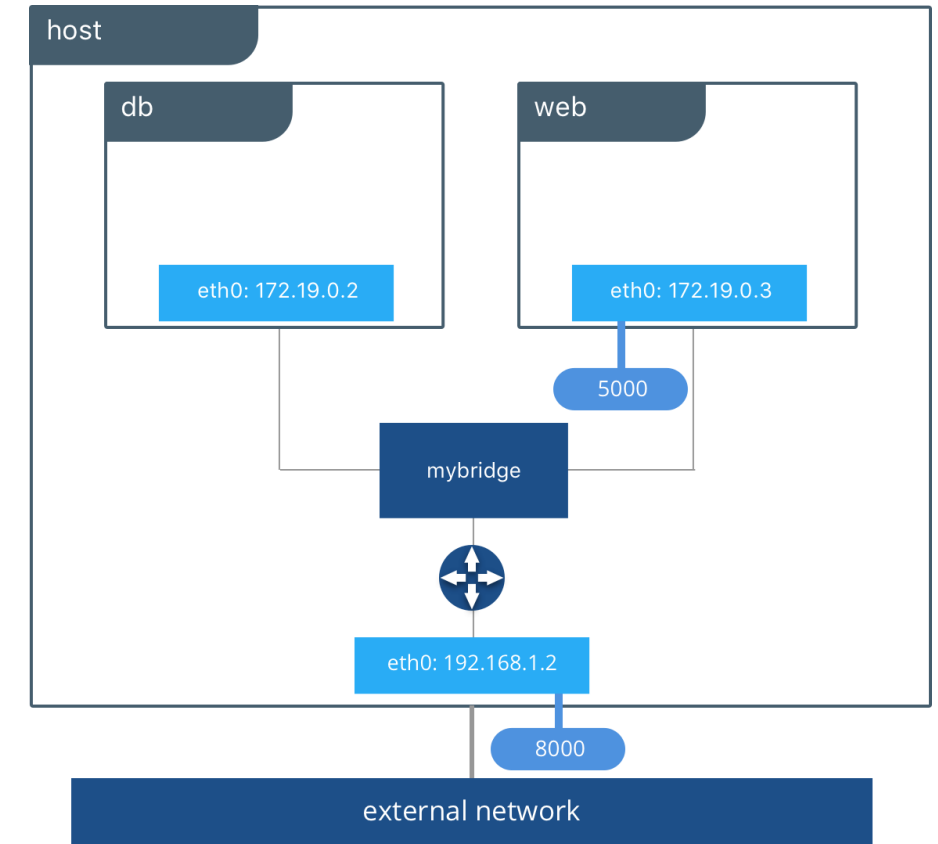 host
db
web
eth0: 172.19.0.2
eth0: 172.19.0.3
5000
mybridge
eth0: 192.168.1.2
8000
external network